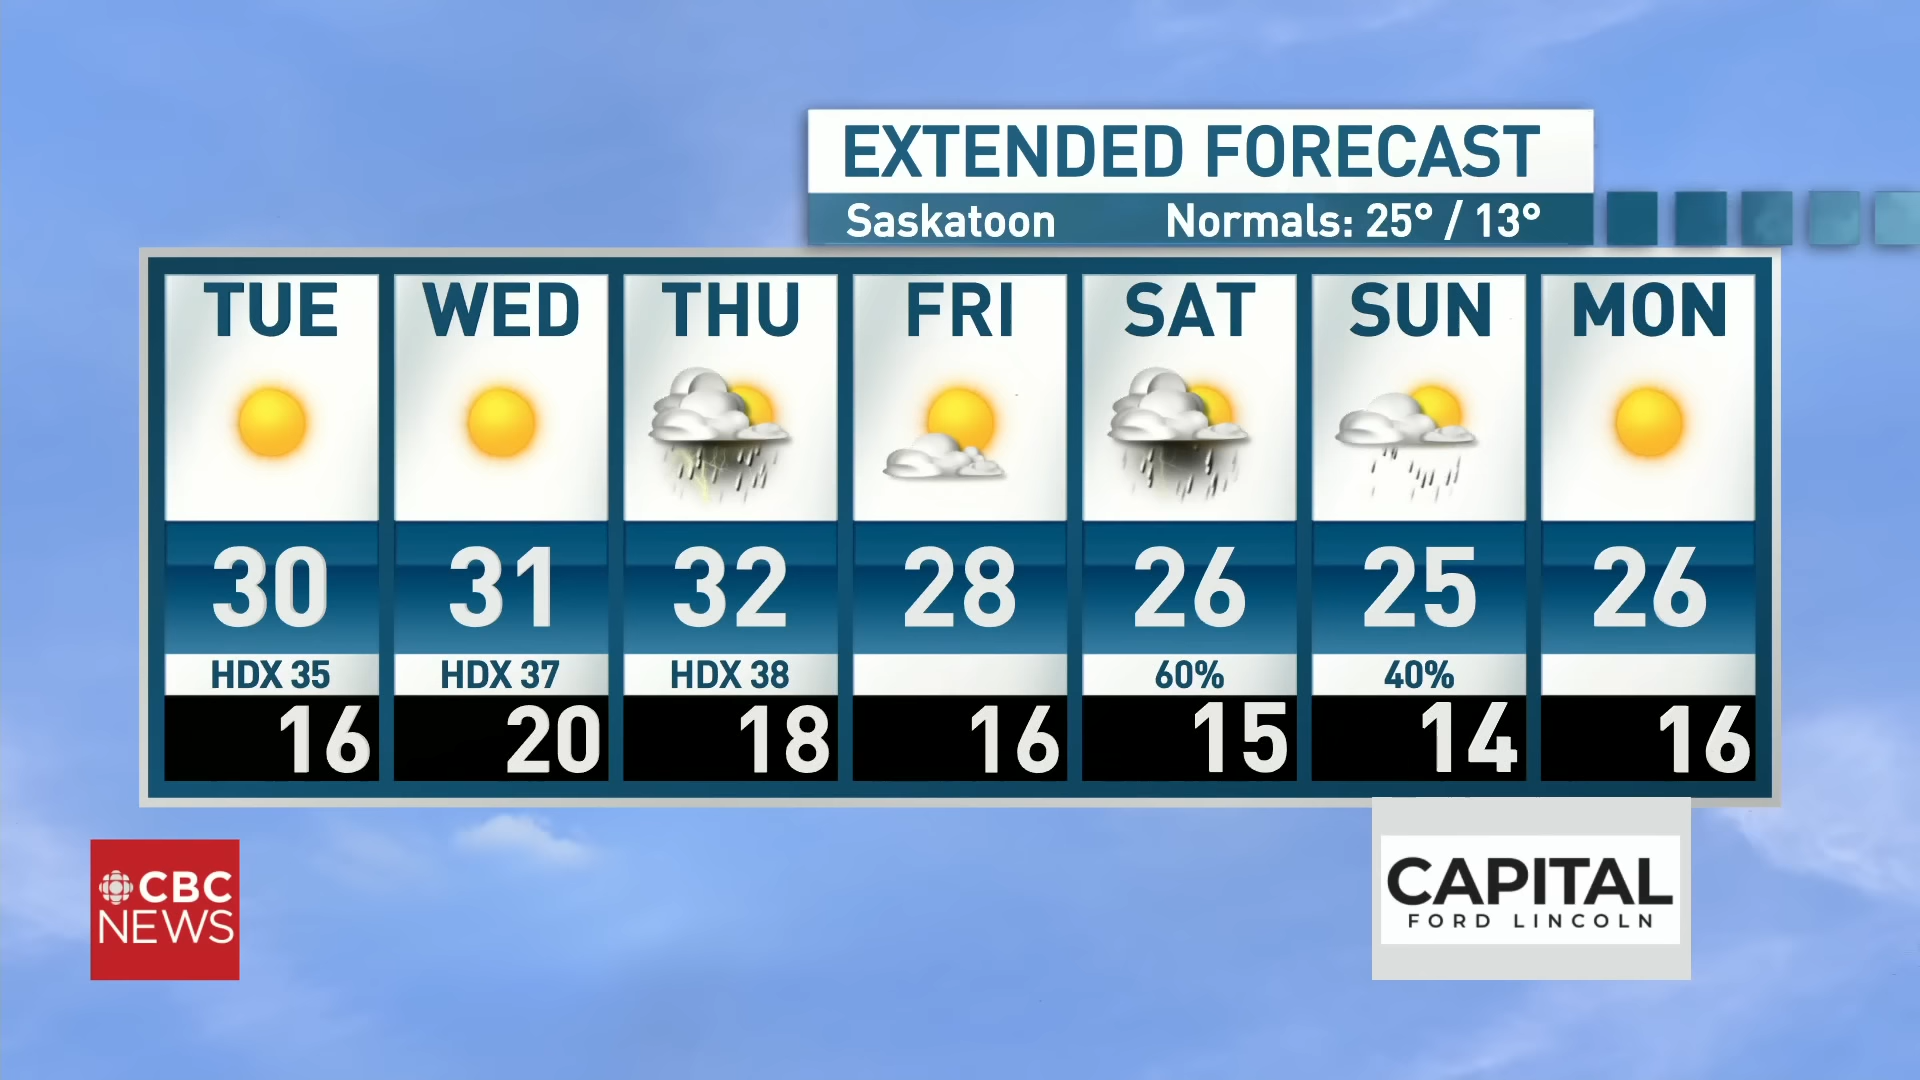 EXTENDED FORECAST
Saskatoon Normals: 25° / 13°
TUE WED THU FRI SAT SUN MON
30 31 32 28 26 25 26
HDX 35 HDX 37 HDX 38 60% 40%
16 20 18 16 15 14 16
CBC
NEWS
CAPITAL
FORD LINCOLN